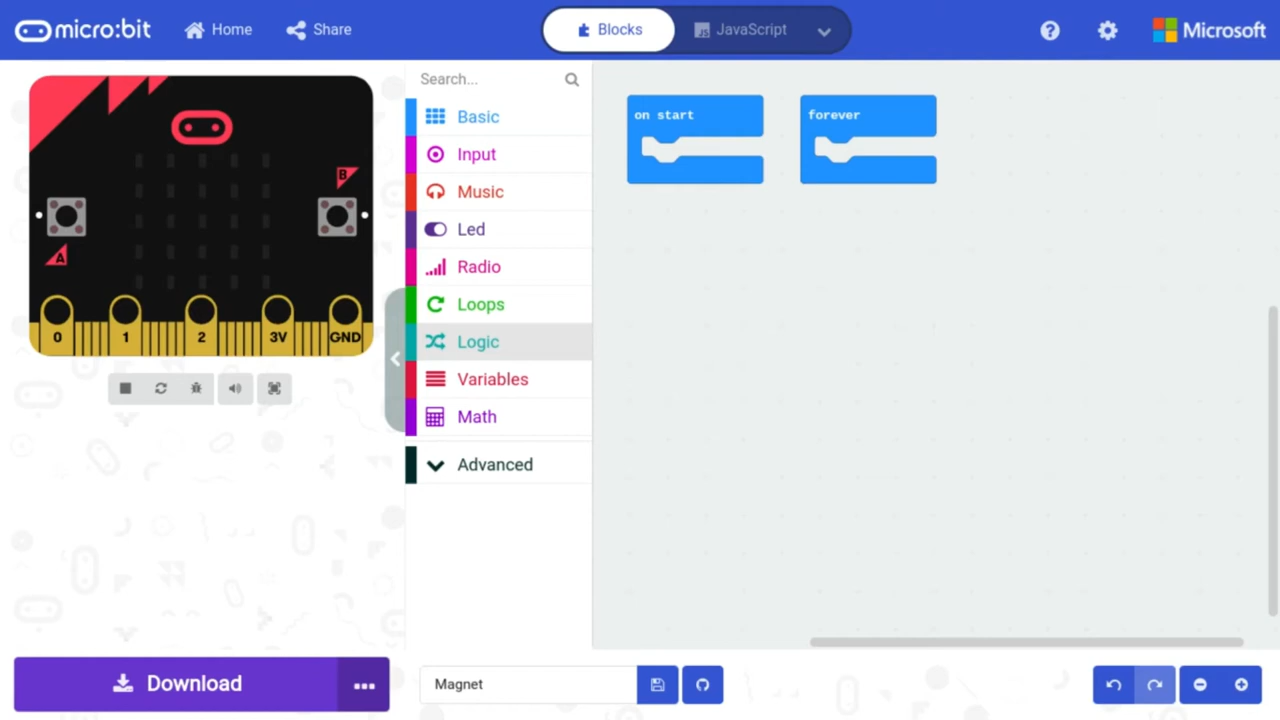 micro:bit Home Share Blocks JavaScript Microsoft
Search...
Basic
Input
Music
Led
Radio
Loops
Logic
Variables
Math
Advanced
on start
forever
B
A
0 1 2 3V GND
Download
Magnet